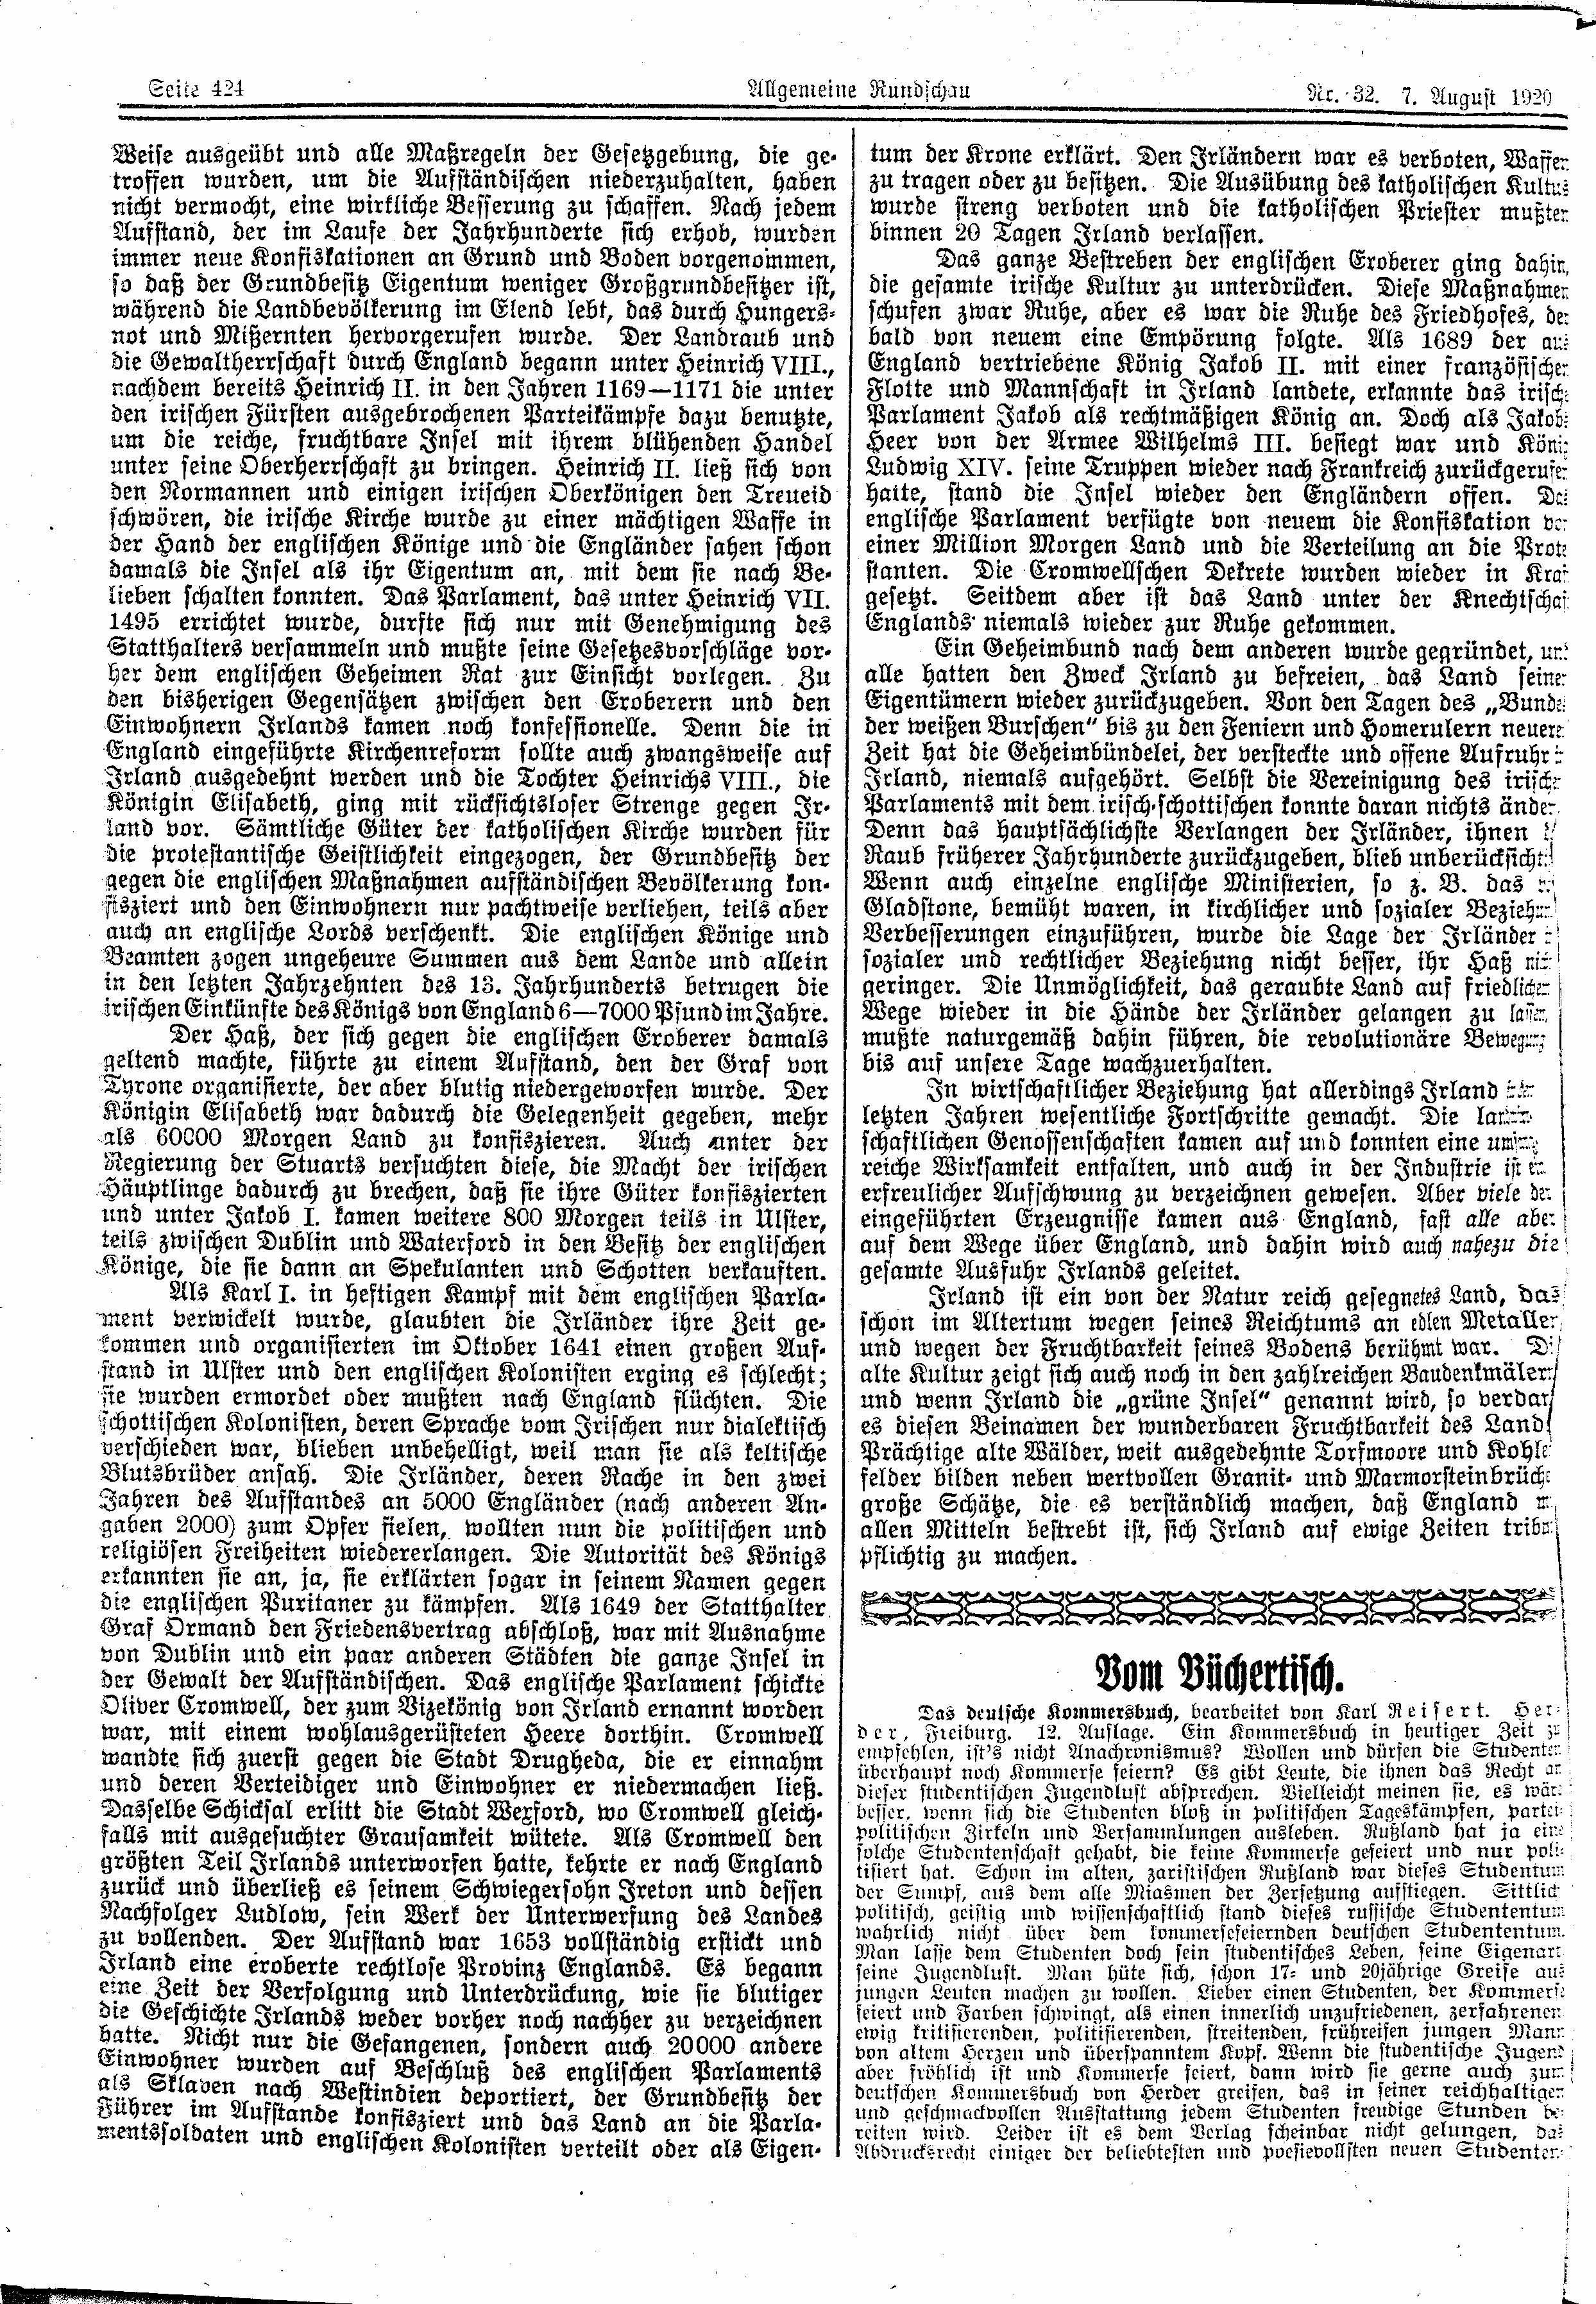 Seite 424
Allgemeine Rundschau
Nr. 32. 7. August 1920
Weise ausgeübt und alle Maßregeln der Gesetzgebung, die ge-
troffen wurden, um die Aufständischen niederzuhalten, haben
nicht vermocht, eine wirkliche Besserung zu schaffen. Nach jedem
Aufstand, der im Laufe der Jahrhunderte sich erhob, wurden
immer neue Konfiskationen an Grund und Boden vorgenommen,
so daß der Grundbesitz Eigentum weniger Großgrundbesitzer ist,
während die Landbevölkerung im Elend lebt, das durch Hungers-
not und Mißernten hervorgerufen wurde. Der Landraub und
die Gewaltherrschaft durch England begann unter Heinrich VIII.,
nachdem bereits Heinrich II. in den Jahren 1169—1171 die unter
den irischen Fürsten ausgebrochenen Parteikämpfe dazu benutzte,
um die reiche, fruchtbare Insel mit ihrem blühenden Handel
unter seine Oberherrschaft zu bringen. Heinrich II. ließ sich von
den Normannen und einigen irischen Oberkönigen den Treueid
schwören, die irische Kirche wurde zu einer mächtigen Waffe in
der Hand der englischen Könige und die Engländer sahen schon
damals die Insel als ihr Eigentum an, mit dem sie nach Be-
lieben schalten konnten. Das Parlament, das unter Heinrich VII.
1495 errichtet wurde, durfte sich nur mit Genehmigung des
Statthalters versammeln und mußte seine Gesetzesvorschläge vor-
her dem englischen Geheimen Rat zur Einsicht vorlegen. Zu
den bisherigen Gegensätzen zwischen den Eroberern und den
Einwohnern Irlands kamen noch konfessionelle. Denn die in
England eingeführte Kirchenreform sollte auch zwangsweise auf
Irland ausgedehnt werden und die Tochter Heinrichs VIII., die
Königin Elisabeth, ging mit rücksichtsloser Strenge gegen Ir-
land vor. Sämtliche Güter der katholischen Kirche wurden für
die protestantische Geistlichkeit eingezogen, der Grundbesitz der
gegen die englischen Maßnahmen aufständischen Bevölkerung kon-
fisziert und den Einwohnern nur pachtweise verliehen, teils aber
auch an englische Lords verschenkt. Die englischen Könige und
Beamten zogen ungeheure Summen aus dem Lande und allein
in den letzten Jahrzehnten des 13. Jahrhunderts betrugen die
irischen Einkünfte des Königs von England 6—7000 Pfund im Jahre.
Der Haß, der sich gegen die englischen Eroberer damals
geltend machte, führte zu einem Aufstand, den der Graf von
Tyrone organisierte, der aber blutig niedergeworfen wurde. Der
Königin Elisabeth war dadurch die Gelegenheit gegeben, mehr
als 60000 Morgen Land zu konfiszieren. Auch unter der
Regierung der Stuarts versuchten diese, die Macht der irischen
Häuptlinge dadurch zu brechen, daß sie ihre Güter konfiszierten
und unter Jakob I. kamen weitere 800 Morgen teils in Ulster,
teils zwischen Dublin und Waterford in den Besitz der englischen
Könige, die sie dann an Spekulanten und Schotten verkauften.
Als Karl I. in heftigen Kampf mit dem englischen Parla-
ment verwickelt wurde, glaubten die Irländer ihre Zeit ge-
kommen und organisierten im Oktober 1641 einen großen Auf-
stand in Ulster und den englischen Kolonisten erging es schlecht;
sie wurden ermordet oder mußten nach England flüchten. Die
schottischen Kolonisten, deren Sprache vom Irischen nur dialektisch
verschieden war, blieben unbehelligt, weil man sie als keltische
Blutsbrüder ansah. Die Irländer, deren Rache in den zwei
Jahren des Aufstandes an 5000 Engländer (nach anderen An-
gaben 2000) zum Opfer fielen, wollten nun die politischen und
religiösen Freiheiten wiedererlangen. Die Autorität des Königs
erkannten sie an, ja, sie erklärten sogar in seinem Namen gegen
die englischen Puritaner zu kämpfen. Als 1649 der Statthalter
Graf Ormand den Friedensvertrag abschloß, war mit Ausnahme
von Dublin und ein paar anderen Städten die ganze Insel in
der Gewalt der Aufständischen. Das englische Parlament schickte
Oliver Cromwell, der zum Vizekönig von Irland ernannt worden
war, mit einem wohlausgerüsteten Heere dorthin. Cromwell
wandte sich zuerst gegen die Stadt Drugheda, die er einnahm
und deren Verteidiger und Einwohner er niedermachen ließ.
Dasselbe Schicksal erlitt die Stadt Wexford, wo Cromwell gleich-
falls mit ausgesuchter Grausamkeit wütete. Als Cromwell den
größten Teil Irlands unterworfen hatte, kehrte er nach England
zurück und überließ es seinem Schwiegersohn Ireton und dessen
Nachfolger Ludlow, sein Werk der Unterwerfung des Landes
zu vollenden. Der Aufstand war 1653 vollständig erstickt und
Irland eine eroberte rechtlose Provinz Englands. Es begann
eine Zeit der Verfolgung und Unterdrückung, wie sie blutiger
die Geschichte Irlands weder vorher noch nachher zu verzeichnen
hatte. Nicht nur die Gefangenen, sondern auch 20000 andere
Einwohner wurden auf Beschluß des englischen Parlaments
als Sklaven nach Westindien deportiert, der Grundbesitz der
Führer im Aufstande konfisziert und das Land an die Parla-
mentssoldaten und englischen Kolonisten verteilt oder als Eigen-
tum der Krone erklärt. Den Irländern war es verboten, Waffen
zu tragen oder zu besitzen. Die Ausübung des katholischen Kultus
wurde streng verboten und die katholischen Priester mußten
binnen 20 Tagen Irland verlassen.
Das ganze Bestreben der englischen Eroberer ging dahin,
die gesamte irische Kultur zu unterdrücken. Diese Maßnahmen
schufen zwar Ruhe, aber es war die Ruhe des Friedhofes, der
bald von neuem eine Empörung folgte. Als 1689 der aus
England vertriebene König Jakob II. mit einer französischen
Flotte und Mannschaft in Irland landete, erkannte das irische
Parlament Jakob als rechtmäßigen König an. Doch als Jakobs
Heer von der Armee Wilhelms III. besiegt war und König
Ludwig XIV. seine Truppen wieder nach Frankreich zurückgerufen
hatte, stand die Insel wieder den Engländern offen. Das
englische Parlament verfügte von neuem die Konfiskation von
einer Million Morgen Land und die Verteilung an die Prote
stanten. Die Cromwellschen Dekrete wurden wieder in Kraf
gesetzt. Seitdem aber ist das Land unter der Knechtschaf
Englands niemals wieder zur Ruhe gekommen.
Ein Geheimbund nach dem anderen wurde gegründet, und
alle hatten den Zweck Irland zu befreien, das Land seinen
Eigentümern wieder zurückzugeben. Von den Tagen des „Bunde
der weißen Burschen“ bis zu den Feniern und Homerulern neuere
Zeit hat die Geheimbündelei, der versteckte und offene Aufruhr
Irland, niemals aufgehört. Selbst die Vereinigung des irisch
Parlaments mit dem irisch-schottischen konnte daran nichts änder
Denn das hauptsächlichste Verlangen der Irländer, ihnen
Raub früherer Jahrhunderte zurückzugeben, blieb unberücksicht
Wenn auch einzelne englische Ministerien, so z. B. das
Gladstone, bemüht waren, in kirchlicher und sozialer Beziehun
Verbesserungen einzuführen, wurde die Lage der Irländer
sozialer und rechtlicher Beziehung nicht besser, ihr Haß nich
geringer. Die Unmöglichkeit, das geraubte Land auf friedlichem
Wege wieder in die Hände der Irländer gelangen zu lassen,
mußte naturgemäß dahin führen, die revolutionäre Bewegung
bis auf unsere Tage wachzuerhalten.
In wirtschaftlicher Beziehung hat allerdings Irland
letzten Jahren wesentliche Fortschritte gemacht. Die
schaftlichen Genossenschaften kamen auf und konnten eine umfang
reiche Wirksamkeit entfalten, und auch in der Industrie ist
erfreulicher Aufschwung zu verzeichnen gewesen. Aber viele der
eingeführten Erzeugnisse kamen aus England, fast alle aber
auf dem Wege über England, und dahin wird auch nahezu die
gesamte Ausfuhr Irlands geleitet.
Irland ist ein von der Natur reich gesegnetes Land, das
schon im Altertum wegen seines Reichtums an edlen Metallen
und wegen der Fruchtbarkeit seines Bodens berühmt war. Di
alte Kultur zeigt sich auch noch in den zahlreichen Baudenkmälern
und wenn Irland die „grüne Insel“ genannt wird, so verdan
es diesen Beinamen der wunderbaren Fruchtbarkeit des Land
Prächtige alte Wälder, weit ausgedehnte Torfmoore und Kohle
felder bilden neben wertvollen Granit- und Marmorsteinbrüche
große Schätze, die es verständlich machen, daß England
allen Mitteln bestrebt ist, sich Irland auf ewige Zeiten tribu
pflichtig zu machen.
Vom Büchertisch.
Das deutsche Kommersbuch, bearbeitet von Karl Reisert. Her-
der, Freiburg. 12. Auflage. Ein Kommersbuch in heutiger Zeit zu
empfehlen, ist's nicht Anachronismus? Wollen und dürfen die Studenten
überhaupt noch Kommerse feiern? Es gibt Leute, die ihnen das Recht an
dieser studentischen Jugendlust absprechen. Vielleicht meinen sie, es wäre
besser, wenn sich die Studenten bloß in politischen Tageskämpfen, partei-
politischen Zirkeln und Versammlungen ausleben. Rußland hat ja eine
solche Studentenschaft gehabt, die keine Kommerse gefeiert und nur poli-
tisiert hat. Schon im alten, zaristischen Rußland war dieses Studentum
der Sumpf, aus dem alle Miasmen der Zersetzung aufstiegen. Sittlich
politisch, geistig und wissenschaftlich stand dieses russische Studententum
wahrlich nicht über dem kommersefeiernden deutschen Studententum.
Man lasse dem Studenten doch sein studentisches Leben, seine Eigenart
seine Jugendlust. Man hüte sich, schon 17- und 20jährige Greise aus
jungen Leuten machen zu wollen. Lieber einen Studenten, der Kommerse
feiert und Farben schwingt, als einen innerlich unzufriedenen, zerfahrenen
ewig kritisierenden, politisierenden, streitenden, frühreifen jungen Mann
von altem Herzen und überspanntem Kopf. Wenn die studentische Jugend
aber fröhlich ist und Kommerse feiert, dann wird sie gerne auch zum
deutschen Kommersbuch von Herder greifen, das in seiner reichhaltigen
und geschmackvollen Ausstattung jedem Studenten freudige Stunden be-
reiten wird. Leider ist es dem Verlag scheinbar nicht gelungen, das
Abdrucksrecht einiger der beliebtesten und poesievollsten neuen Studenten-